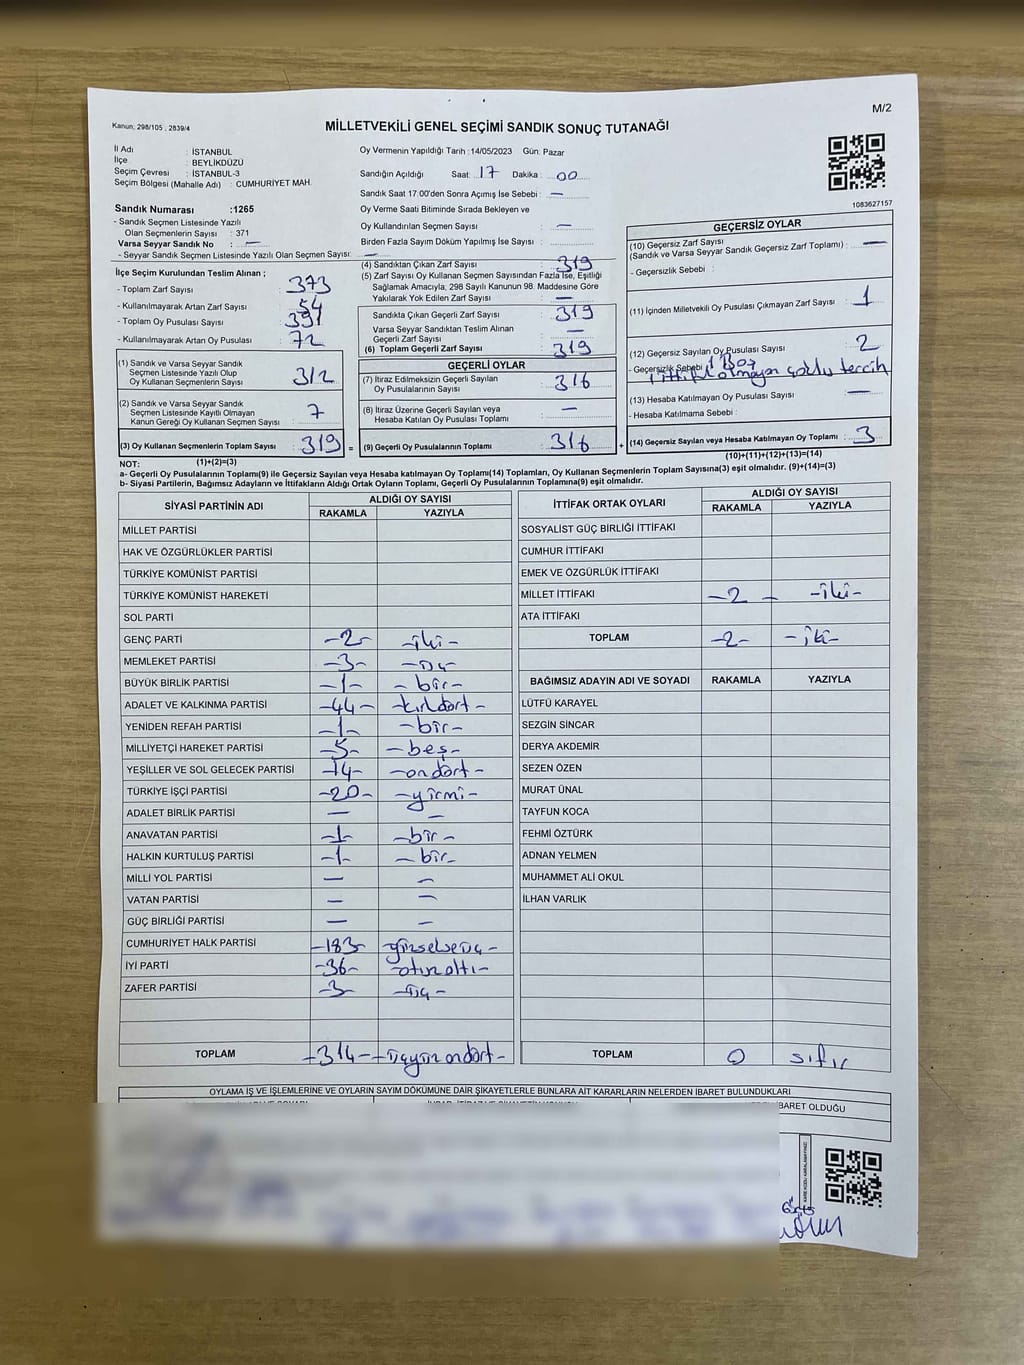 M/2
Kanun: 298/105 , 2839/4
MİLLETVEKİLİ GENEL SEÇİMİ SANDIK SONUÇ TUTANAĞI
İl Adı : İSTANBUL
İlçe : BEYLİKDÜZÜ
Seçim Çevresi : İSTANBUL-3
Seçim Bölgesi (Mahalle Adı) : CUMHURİYET MAH.
Sandık Numarası :1265
- Sandık Seçmen Listesinde Yazılı
Olan Seçmenlerin Sayısı : 371
Varsa Seyyar Sandık No : —
- Seyyar Sandık Seçmen Listesinde Yazılı Olan Seçmen Sayısı: —
Oy Vermenin Yapıldığı Tarih :14/05/2023 Gün: Pazar
Sandığın Açıldığı Saat: 17 Dakika : 00
Sandık Saat 17:00'den Sonra Açımış İse Sebebi : —
Oy Verme Saati Bitiminde Sırada Bekleyen ve
Oy Kullandırılan Seçmen Sayısı : —
Birden Fazla Sayım Döküm Yapılmış İse Sayısı :
1083627157
İlçe Seçim Kurulundan Teslim Alınan ;
- Toplam Zarf Sayısı : 373
- Kullanılmayarak Artan Zarf Sayısı : 54
- Toplam Oy Pusulası Sayısı : 391
- Kullanılmayarak Artan Oy Pusulası : 72
(1) Sandık ve Varsa Seyyar Sandık
Seçmen Listesinde Yazılı Olup
Oy Kullanan Seçmenlerin Sayısı : 312
(2) Sandık ve Varsa Seyyar Sandık
Seçmen Listesinde Kayıtlı Olmayan
Kanun Gereği Oy Kullanan Seçmen Sayısı : 7
(3) Oy Kullanan Seçmenlerin Toplam Sayısı : 319 =
(1)+(2)=(3)
(4) Sandıktan Çıkan Zarf Sayısı : 319
(5) Zarf Sayısı Oy Kullanan Seçmen Sayısından Fazla İse, Eşitliği
Sağlamak Amacıyla, 298 Sayılı Kanunun 98. Maddesine Göre
Yakılarak Yok Edilen Zarf Sayısı : —
Sandıkta Çıkan Geçerli Zarf Sayısı : 319
Varsa Seyyar Sandıktan Teslim Alınan
Geçerli Zarf Sayısı : —
(6) Toplam Geçerli Zarf Sayısı : 319
GEÇERLİ OYLAR
(7) İtiraz Edilmeksizin Geçerli Sayılan
Oy Pusulalarının Sayısı : 316
(8) İtiraz Üzerine Geçerli Sayılan veya
Hesaba Katılan Oy Pusulası Toplamı : —
(9) Geçerli Oy Pusulalarının Toplamı : 316 +
GEÇERSİZ OYLAR
(10) Geçersiz Zarf Sayısı
(Sandık ve Varsa Seyyar Sandık Geçersiz Zarf Toplamı) : —
- Geçersizlik Sebebi :
(11) İçinden Milletvekili Oy Pusulası Çıkmayan Zarf Sayısı : 1
(12) Geçersiz Sayılan Oy Pusulası Sayısı : 2
- Geçersizlik Sebebi : 1 Boş
1 ittifak olmayan çoklu tercih
(13) Hesaba Katılmayan Oy Pusulası Sayısı : —
- Hesaba Katılmama Sebebi :
(14) Geçersiz Sayılan veya Hesaba Katılmayan Oy Toplamı : 3
(10)+(11)+(12)+(13)=(14)
NOT:
a- Geçerli Oy Pusulalarının Toplamı(9) ile Geçersiz Sayılan veya Hesaba katılmayan Oy Toplamı(14) Toplamları, Oy Kullanan Seçmenlerin Toplam Sayısına(3) eşit olmalıdır. (9)+(14)=(3)
b- Siyasi Partilerin, Bağımsız Adayların ve İttifakların Aldığı Ortak Oyların Toplamı, Geçerli Oy Pusulalarının Toplamına(9) eşit olmalıdır.
SİYASİ PARTİNİN ADI ALDIĞI OY SAYISI
RAKAMLA YAZIYLA
MİLLET PARTİSİ
HAK VE ÖZGÜRLÜKLER PARTİSİ
TÜRKİYE KOMÜNİST PARTİSİ
TÜRKİYE KOMÜNİST HAREKETİ
SOL PARTİ
GENÇ PARTİ -2- -iki-
MEMLEKET PARTİSİ -3- -üç-
BÜYÜK BİRLİK PARTİSİ -1- -bir-
ADALET VE KALKINMA PARTİSİ -44- -kırkdört-
YENİDEN REFAH PARTİSİ -1- -bir-
MİLLİYETÇİ HAREKET PARTİSİ -5- -beş-
YEŞİLLER VE SOL GELECEK PARTİSİ -14- -ondört-
TÜRKİYE İŞÇİ PARTİSİ -20- -yirmi-
ADALET BİRLİK PARTİSİ — —
ANAVATAN PARTİSİ -1- -bir-
HALKIN KURTULUŞ PARTİSİ -1- -bir-
MİLLİ YOL PARTİSİ — —
VATAN PARTİSİ — —
GÜÇ BİRLİĞİ PARTİSİ — —
CUMHURİYET HALK PARTİSİ -183- -yüzseksenüç-
İYİ PARTİ -36- -otuzaltı-
ZAFER PARTİSİ -3- -üç-
TOPLAM -314- -üçyüzondört-
İTTİFAK ORTAK OYLARI ALDIĞI OY SAYISI
RAKAMLA YAZIYLA
SOSYALİST GÜÇ BİRLİĞİ İTTİFAKI
CUMHUR İTTİFAKI
EMEK VE ÖZGÜRLÜK İTTİFAKI
MİLLET İTTİFAKI -2- -iki-
ATA İTTİFAKI
TOPLAM -2- -iki-
BAĞIMSIZ ADAYIN ADI VE SOYADI RAKAMLA YAZIYLA
LÜTFÜ KARAYEL
SEZGİN SİNCAR
DERYA AKDEMİR
SEZEN ÖZEN
MURAT ÜNAL
TAYFUN KOCA
FEHMİ ÖZTÜRK
ADNAN YELMEN
MUHAMMET ALİ OKUL
İLHAN VARLIK
TOPLAM 0 sıfır
OYLAMA İŞ VE İŞLEMLERİNE VE OYLARIN SAYIM DÖKÜMÜNE DAİR ŞİKAYETLERLE BUNLARA AİT KARARLARIN NELERDEN İBARET BULUNDUKLARI
İBARET OLDUĞU